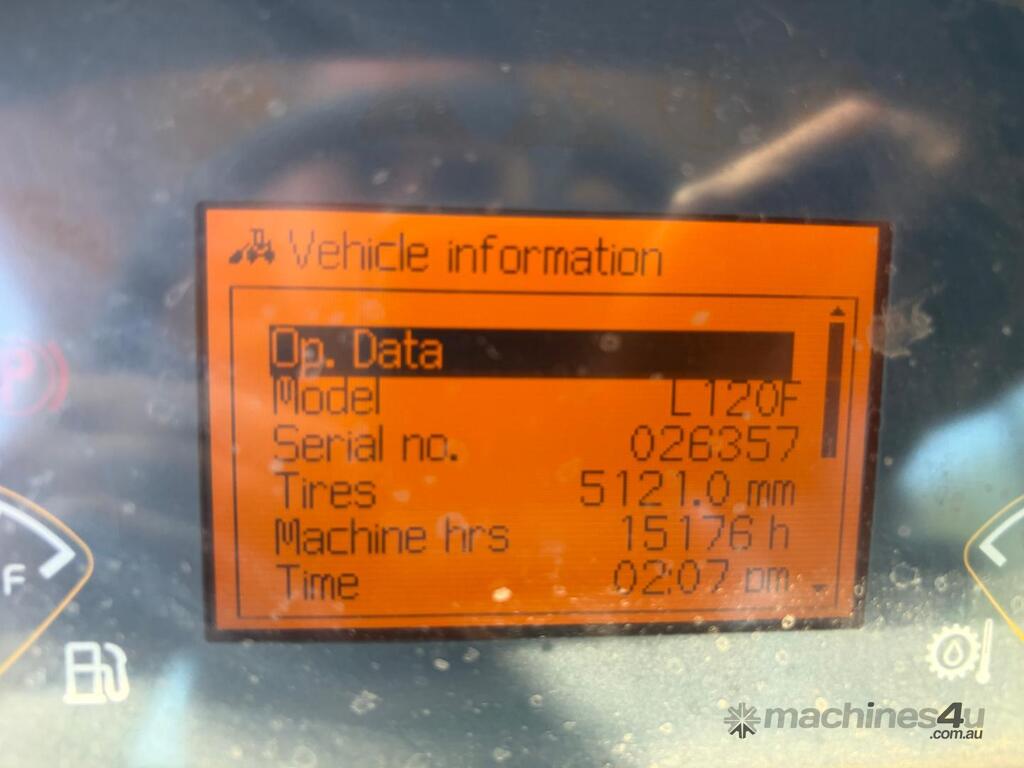 Vehicle information
Op. Data
Model L120F
Serial no. 026357
Tires 5121.0 mm
Machine hrs 15176 h
Time 02:07 pm
F
P
machines4u
.com.au